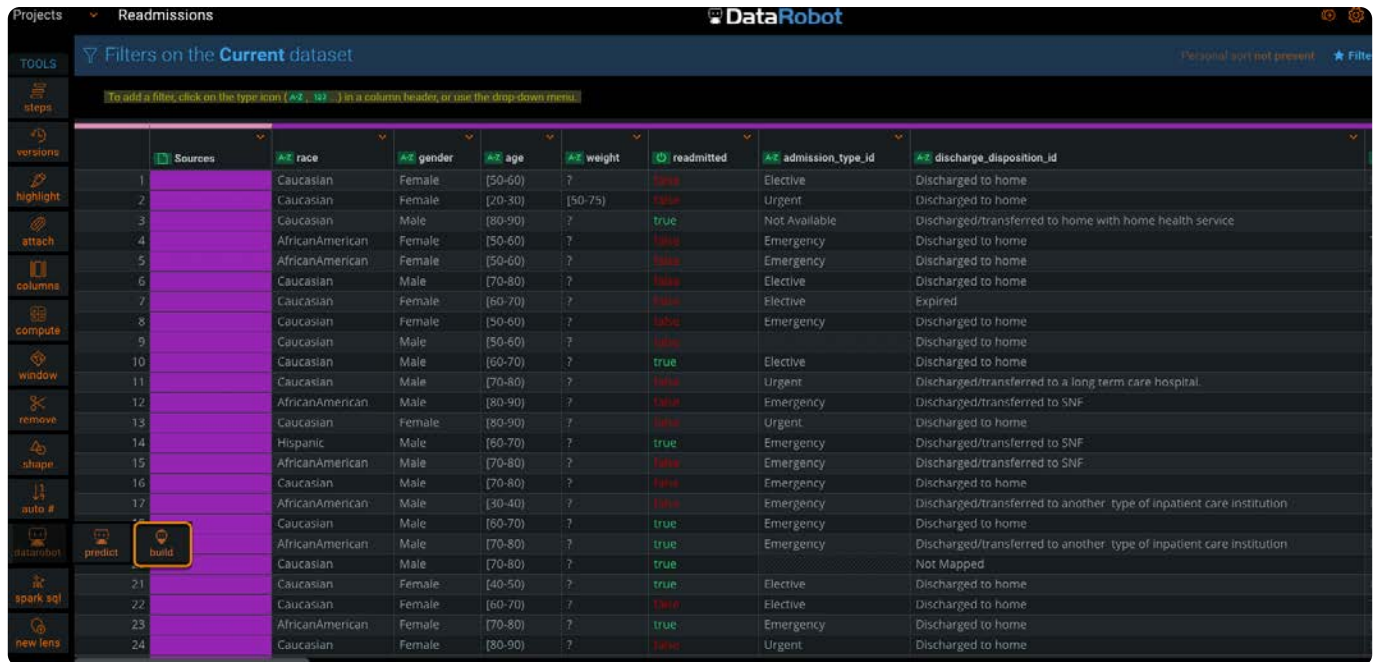 Projects Readmissions DataRobot
TOOLS Filters on the Current dataset Personal sort not present Filte
To add a filter, click on the type icon ( A-Z , 123 ...) in a column header, or use the drop-down menu.
steps
versions
highlight
attach
columns
compute
window
remove
shape
auto #
datarobot predict build
spark sql
new lens
Sources A-Z race A-Z gender A-Z age A-Z weight readmitted A-Z admission_type_id A-Z discharge_disposition_id
1 Caucasian Female [50-60) ? false Elective Discharged to home
2 Caucasian Female [20-30) [50-75) false Urgent Discharged to home
3 Caucasian Male [80-90) ? true Not Available Discharged/transferred to home with home health service
4 AfricanAmerican Female [50-60) ? false Emergency Discharged to home
5 AfricanAmerican Female [50-60) ? false Emergency Discharged to home
6 Caucasian Male [70-80) ? false Elective Discharged to home
7 Caucasian Female [60-70) ? false Elective Expired
8 Caucasian Female [50-60) ? false Emergency Discharged to home
9 Caucasian Male [50-60) ? false Discharged to home
10 Caucasian Male [60-70) ? true Elective Discharged to home
11 Caucasian Male [70-80) ? false Urgent Discharged/transferred to a long term care hospital.
12 AfricanAmerican Male [80-90) ? false Emergency Discharged/transferred to SNF
13 Caucasian Female [80-90) ? false Urgent Discharged to home
14 Hispanic Male [60-70) ? true Emergency Discharged/transferred to SNF
15 AfricanAmerican Male [70-80) ? false Emergency Discharged/transferred to SNF
16 Caucasian Male [70-80) ? false Emergency Discharged to home
17 AfricanAmerican Male [30-40) ? false Emergency Discharged/transferred to another type of inpatient care institution
Caucasian Male [60-70) ? true Emergency Discharged to home
AfricanAmerican Male [70-80) ? true Emergency Discharged/transferred to another type of inpatient care institution
Caucasian Male [70-80) ? true Not Mapped
21 Caucasian Female [40-50) ? true Elective Discharged to home
22 Caucasian Female [60-70) ? false Elective Discharged to home
23 AfricanAmerican Female [70-80) ? true Emergency Discharged to home
24 Caucasian Female [80-90) ? false Urgent Discharged to home